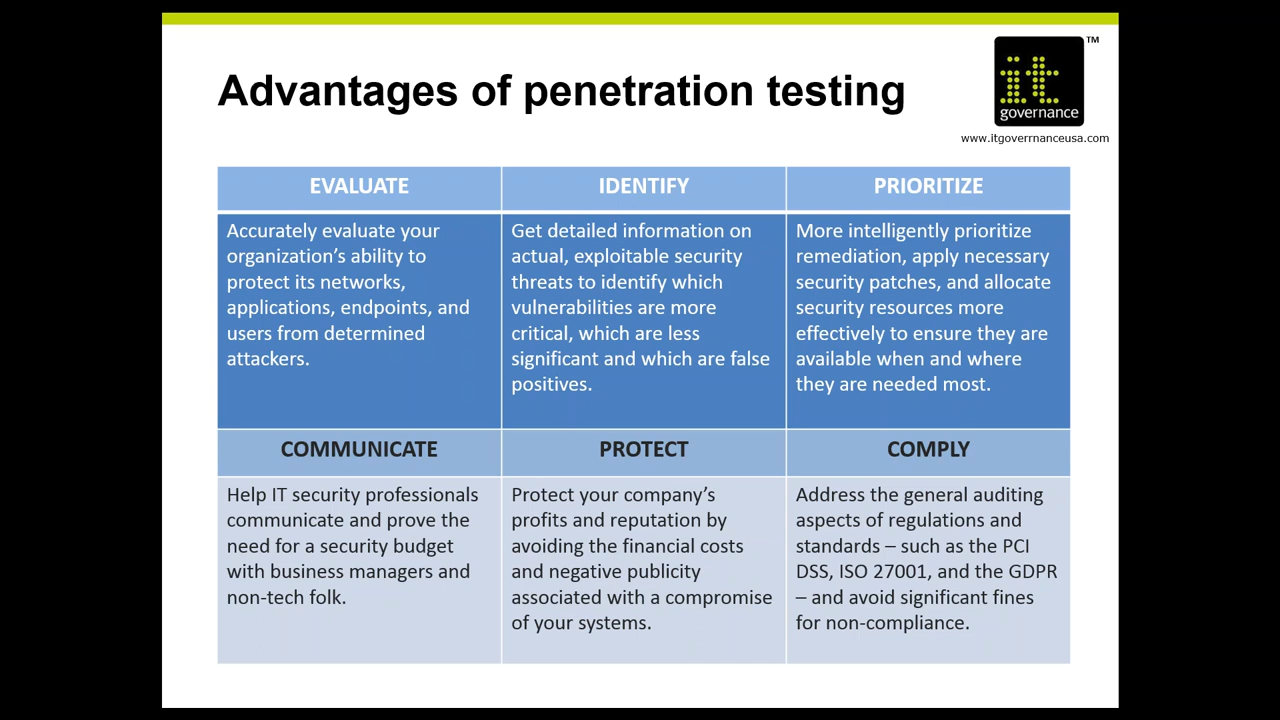 Advantages of penetration testing
it
governance
TM
www.itgoverrnanceusa.com
EVALUATE
Accurately evaluate your
organization's ability to
protect its networks,
applications, endpoints, and
users from determined
attackers.
IDENTIFY
Get detailed information on
actual, exploitable security
threats to identify which
vulnerabilities are more
critical, which are less
significant and which are false
positives.
PRIORITIZE
More intelligently prioritize
remediation, apply necessary
security patches, and allocate
security resources more
effectively to ensure they are
available when and where
they are needed most.
COMMUNICATE
Help IT security professionals
communicate and prove the
need for a security budget
with business managers and
non-tech folk.
PROTECT
Protect your company's
profits and reputation by
avoiding the financial costs
and negative publicity
associated with a compromise
of your systems.
COMPLY
Address the general auditing
aspects of regulations and
standards – such as the PCI
DSS, ISO 27001, and the GDPR
– and avoid significant fines
for non-compliance.